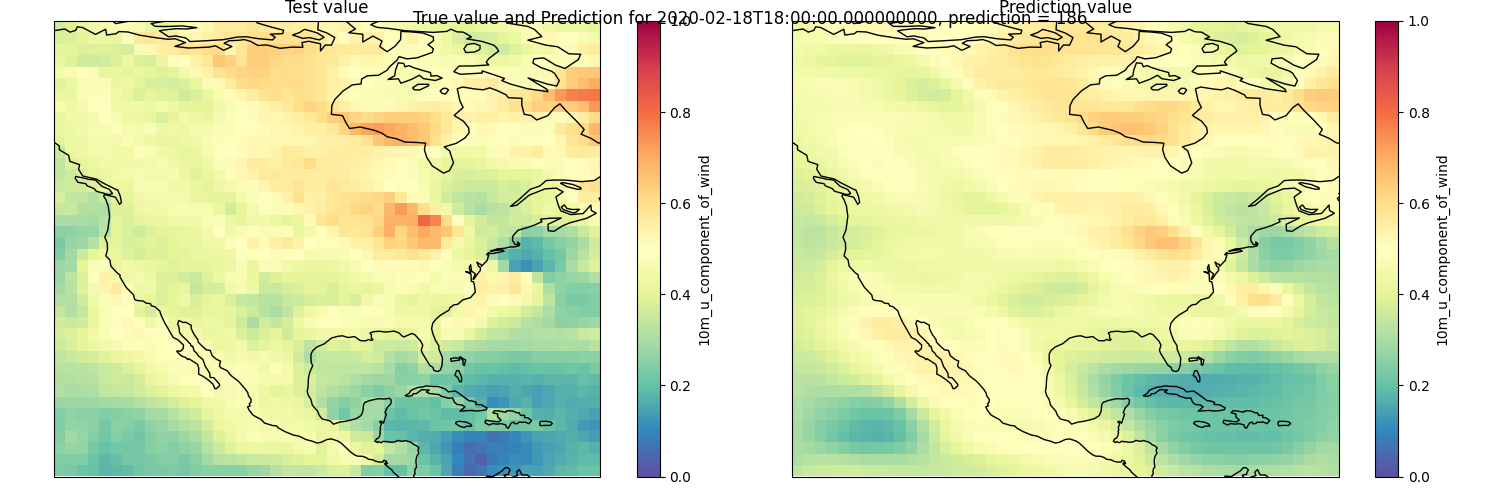 Test value
Prediction value
True value and Prediction for 2020-02-18T18:00:00.000000000, prediction = 186
1.0
0.8
0.6
0.4
0.2
0.0
10m_u_component_of_wind
1.0
0.8
0.6
0.4
0.2
0.0
10m_u_component_of_wind